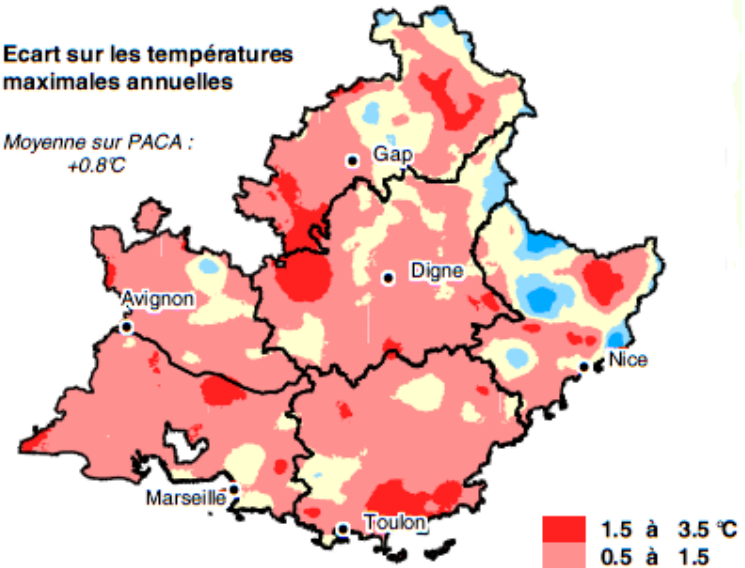 Ecart sur les températures
maximales annuelles
Moyenne sur PACA :
+0.8°C
Gap
Digne
Avignon
Nice
Marseille
Toulon
1.5 à 3.5 °C
0.5 à 1.5